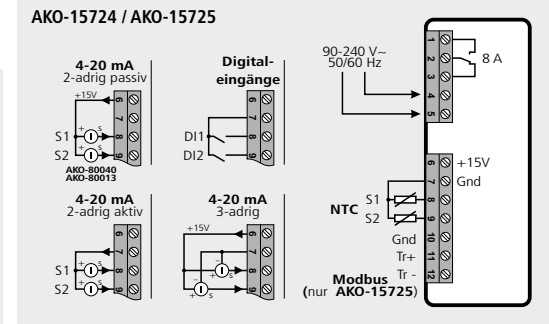 AKO-15724 / AKO-15725
4-20 mA
2-adrig passiv
+15V
6
7
8
9
S1
+
s
S2
+
s
AKO-80040
AKO-80013
Digital-
eingänge
6
7
8
9
DI1
DI2
90-240 V~
50/60 Hz
1
2
3
4
5
8 A
4-20 mA
2-adrig aktiv
6
7
8
9
S1
+
s
S2
+
s
4-20 mA
3-adrig
+15V
6
7
8
9
–
+
s
–
+
s
6
7
8
9
10
11
12
+15V
Gnd
NTC
S1
S2
Gnd
Tr+
Tr -
Modbus
(nur AKO-15725)